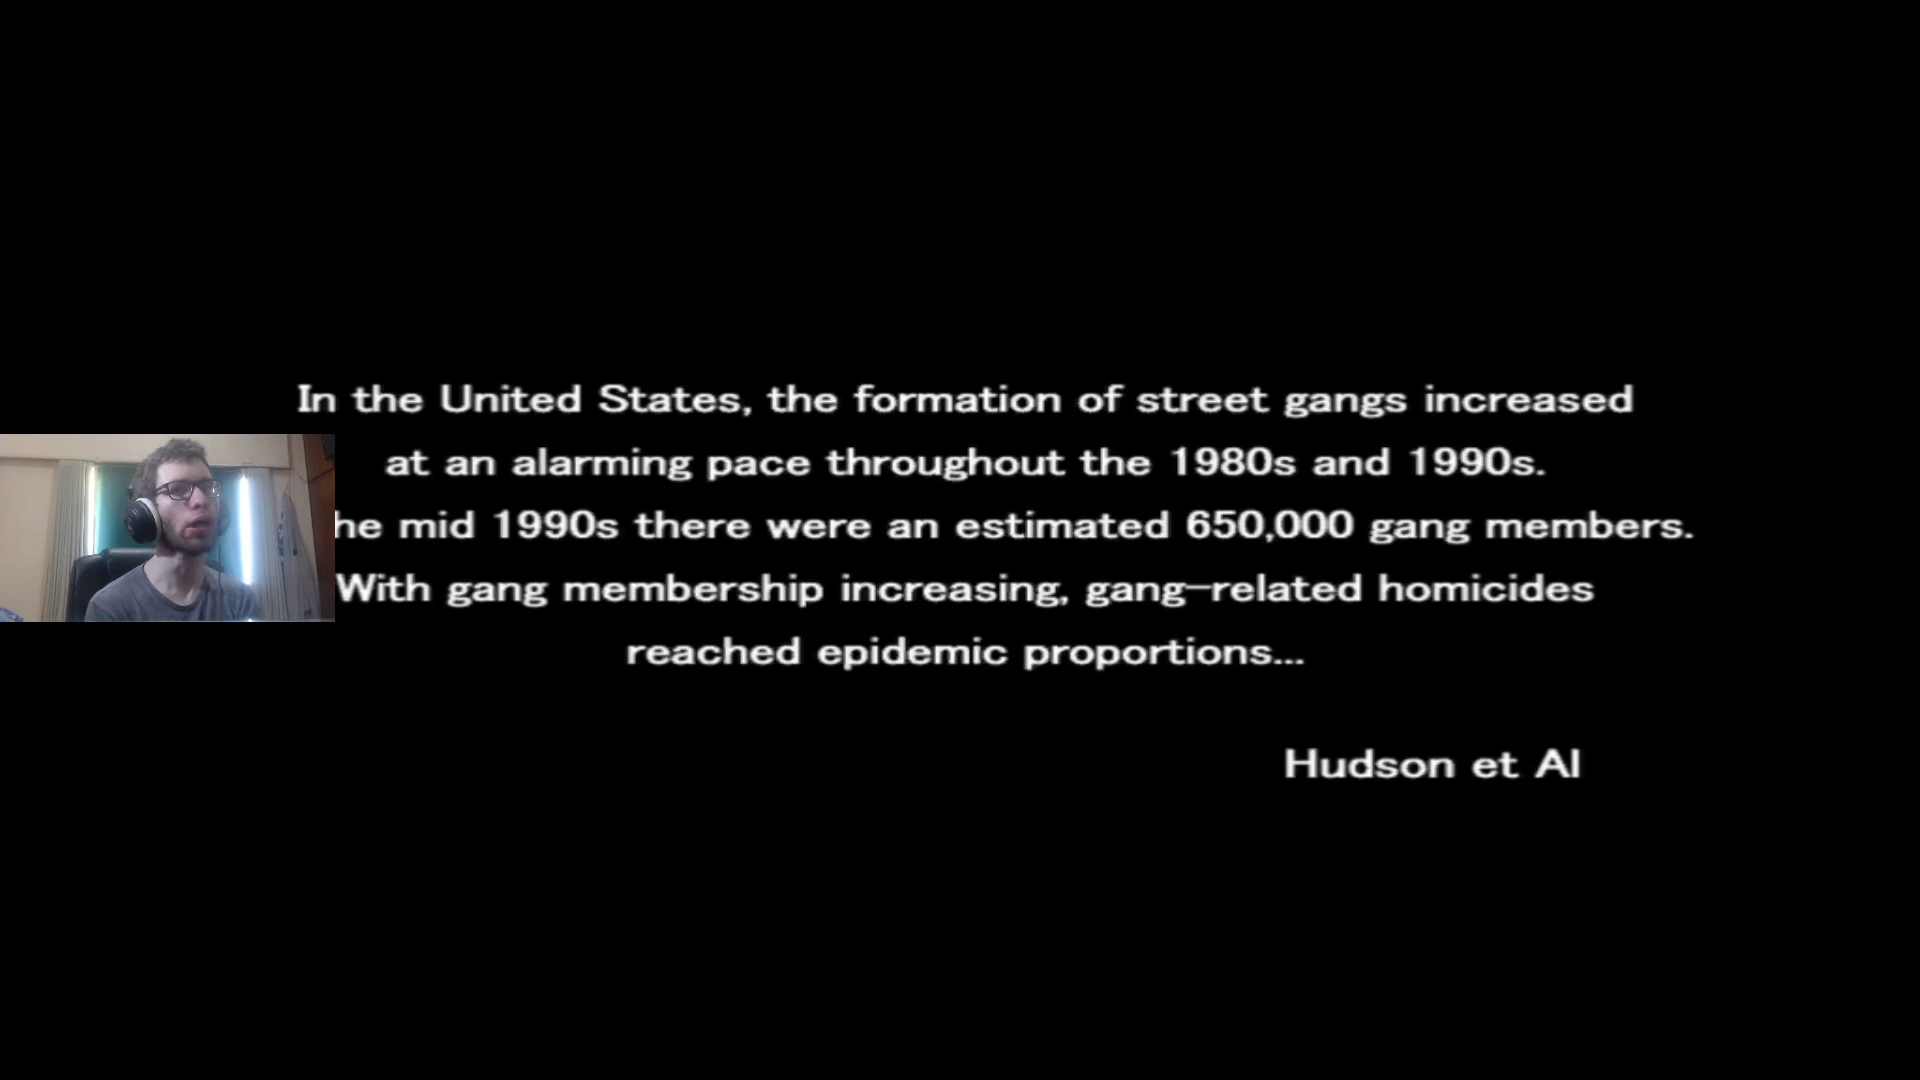 In the United States, the formation of street gangs increased
at an alarming pace throughout the 1980s and 1990s.
he mid 1990s there were an estimated 650,000 gang members.
With gang membership increasing, gang-related homicides
reached epidemic proportions...
Hudson et Al